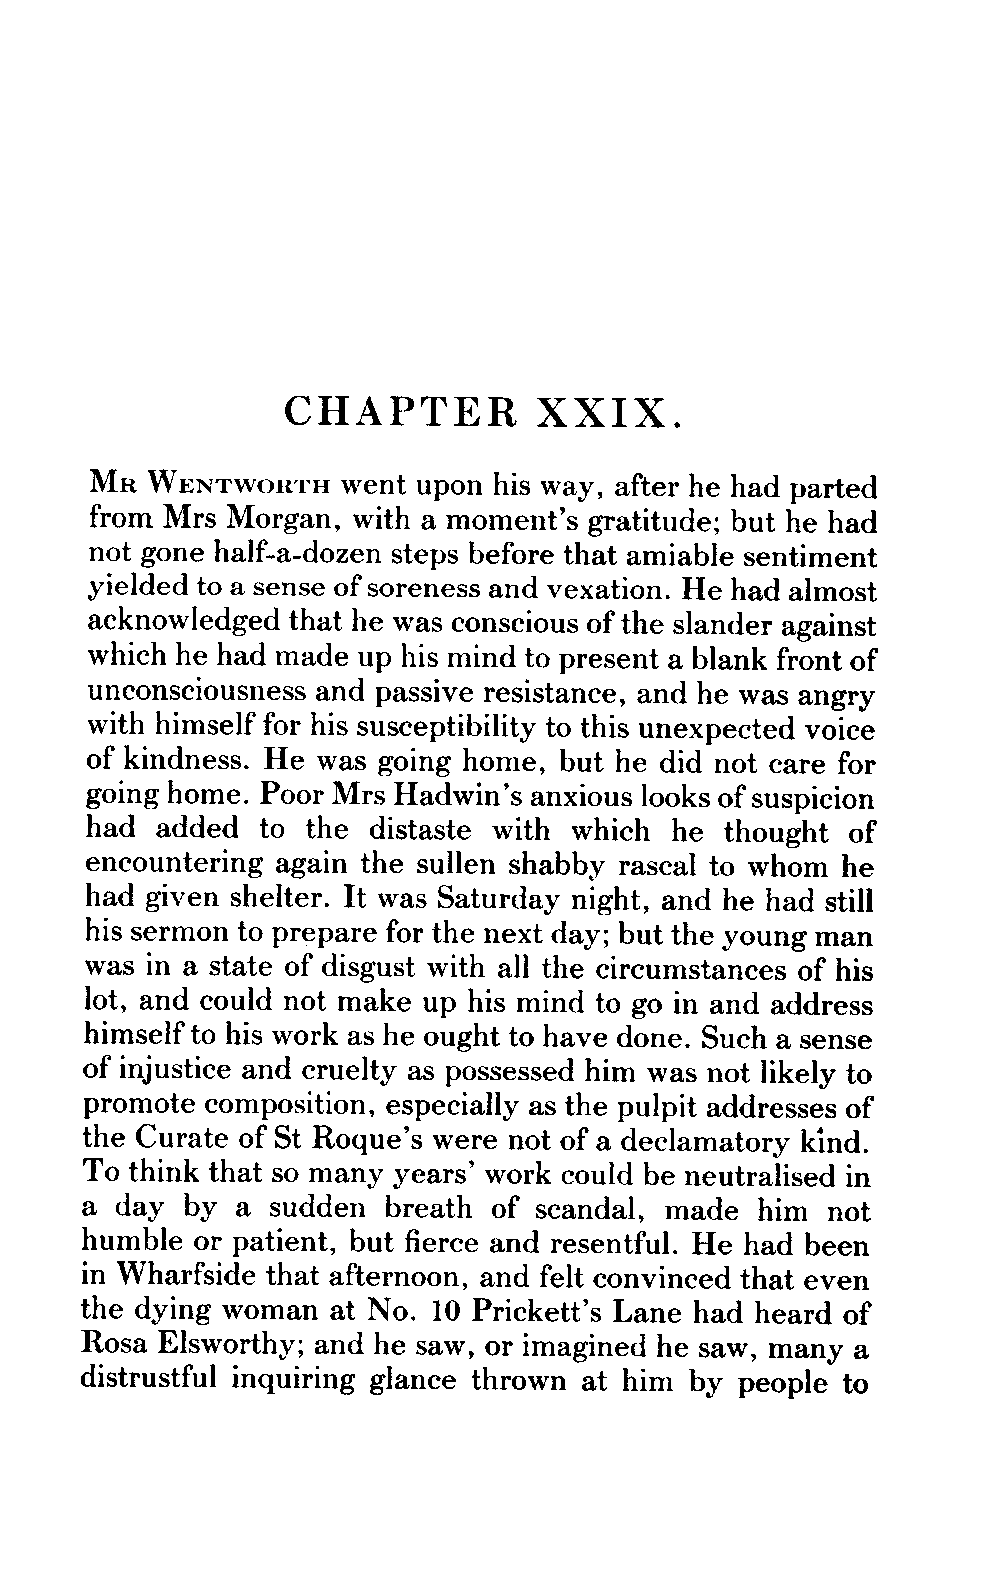 CHAPTER XXIX.
MR WENTWORTH went upon his way, after he had parted
from Mrs Morgan, with a moment's gratitude; but he had
not gone half-a-dozen steps before that amiable sentiment
yielded to a sense of soreness and vexation. He had almost
acknowledged that he was conscious of the slander against
which he had made up his mind to present a blank front of
unconsciousness and passive resistance, and he was angry
with himself for his susceptibility to this unexpected voice
of kindness. He was going home, but he did not care for
going home. Poor Mrs Hadwin's anxious looks of suspicion
had added to the distaste with which he thought of
encountering again the sullen shabby rascal to whom he
had given shelter. It was Saturday night, and he had still
his sermon to prepare for the next day; but the young man
was in a state of disgust with all the circumstances of his
lot, and could not make up his mind to go in and address
himself to his work as he ought to have done. Such a sense
of injustice and cruelty as possessed him was not likely to
promote composition, especially as the pulpit addresses of
the Curate of St Roque's were not of a declamatory kind.
To think that so many years' work could be neutralised in
a day by a sudden breath of scandal, made him not
humble or patient, but fierce and resentful. He had been
in Wharfside that afternoon, and felt convinced that even
the dying woman at No. 10 Prickett's Lane had heard of
Rosa Elsworthy; and he saw, or imagined he saw, many a
distrustful inquiring glance thrown at him by people to